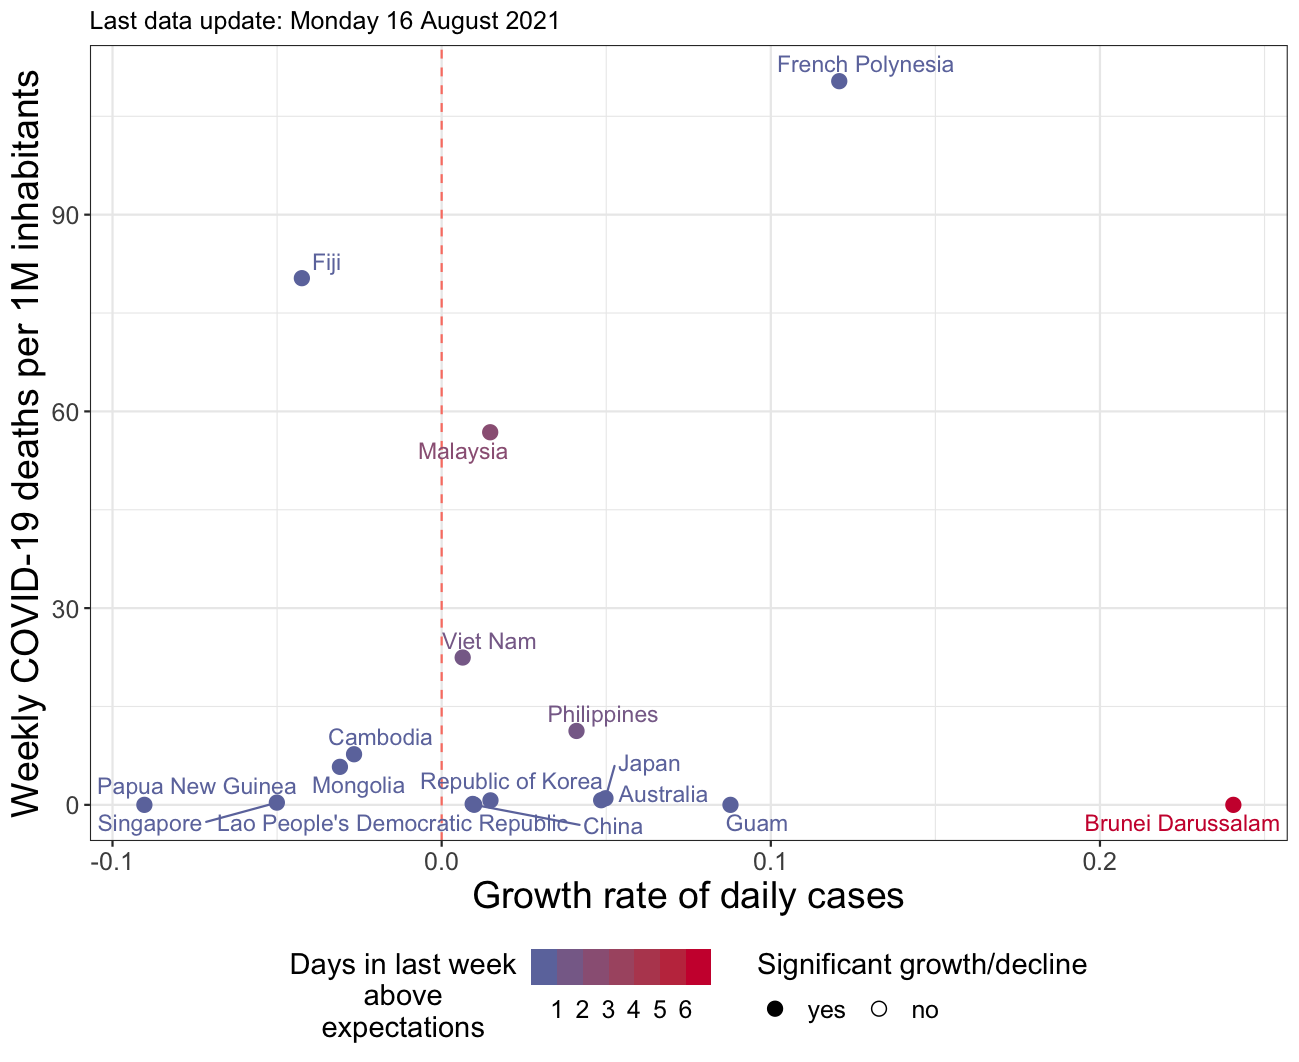 Last data update: Monday 16 August 2021
Weekly COVID-19 deaths per 1M inhabitants
90
60
30
0
French Polynesia
Fiji
Malaysia
Viet Nam
Philippines
Cambodia
Japan
Papua New Guinea
Mongolia
Republic of Korea
Australia
Singapore
Lao People's Democratic Republic
China
Guam
Brunei Darussalam
-0.1
0.0
0.1
0.2
Growth rate of daily cases
Days in last week
above
expectations
1 2 3 4 5 6
Significant growth/decline
yes
no